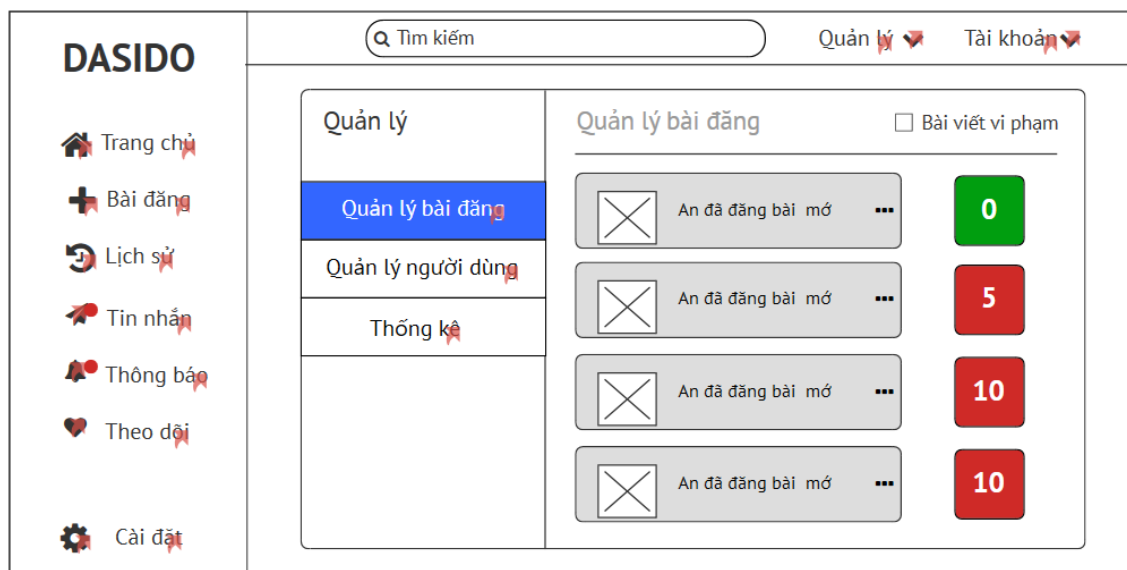 DASIDO
Tìm kiếm
Quản lý
Tài khoản
Trang chủ
Bài đăng
Lịch sử
Tin nhắn
Thông báo
Theo dõi
Cài đặt
Quản lý
Quản lý bài đăng
Quản lý người dùng
Thống kê
Quản lý bài đăng
Bài viết vi phạm
An đã đăng bài mớ ...
0
An đã đăng bài mớ ...
5
An đã đăng bài mớ ...
10
An đã đăng bài mớ ...
10